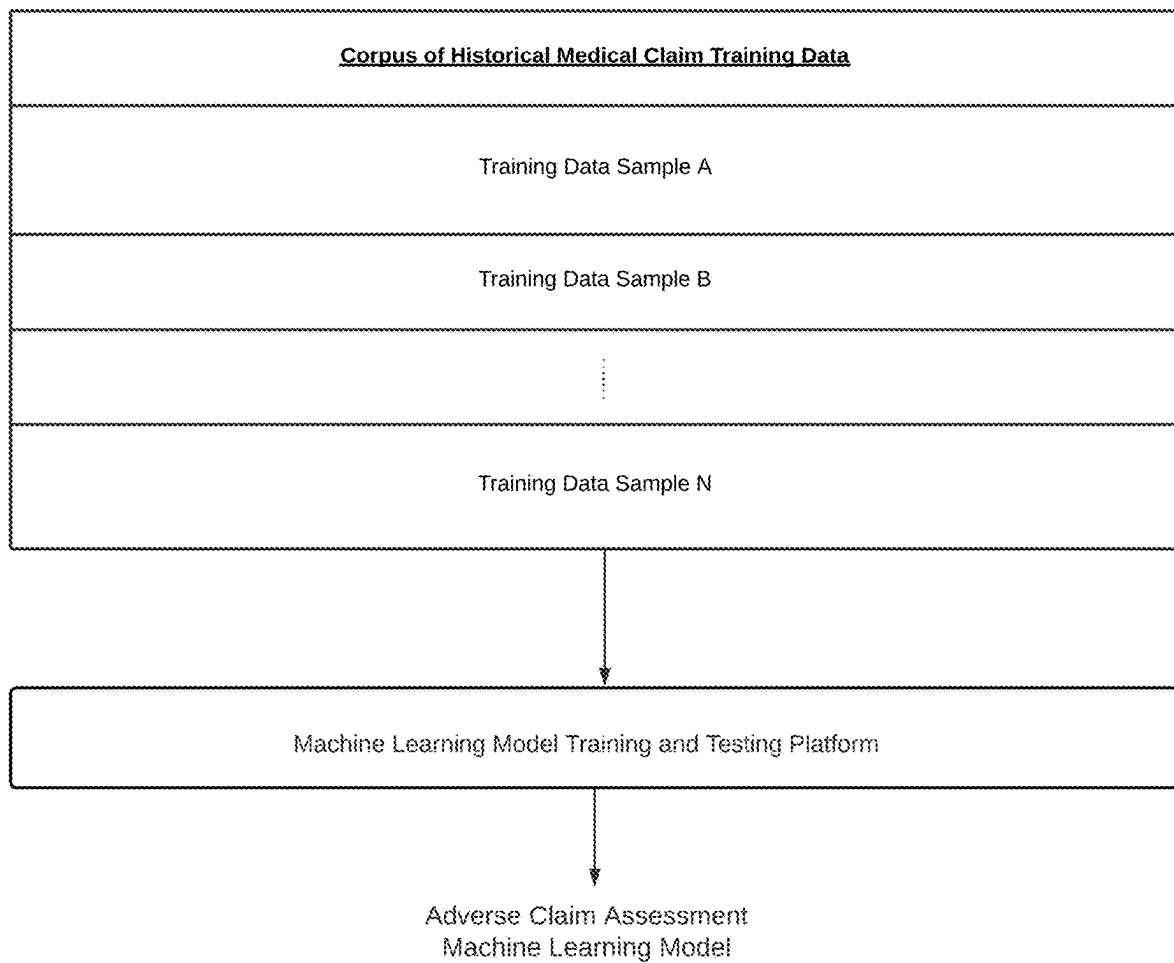 Corpus of Historical Medical Claim Training Data
Training Data Sample A
Training Data Sample B
Training Data Sample N
Machine Learning Model Training and Testing Platform
Adverse Claim Assessment
Machine Learning Model